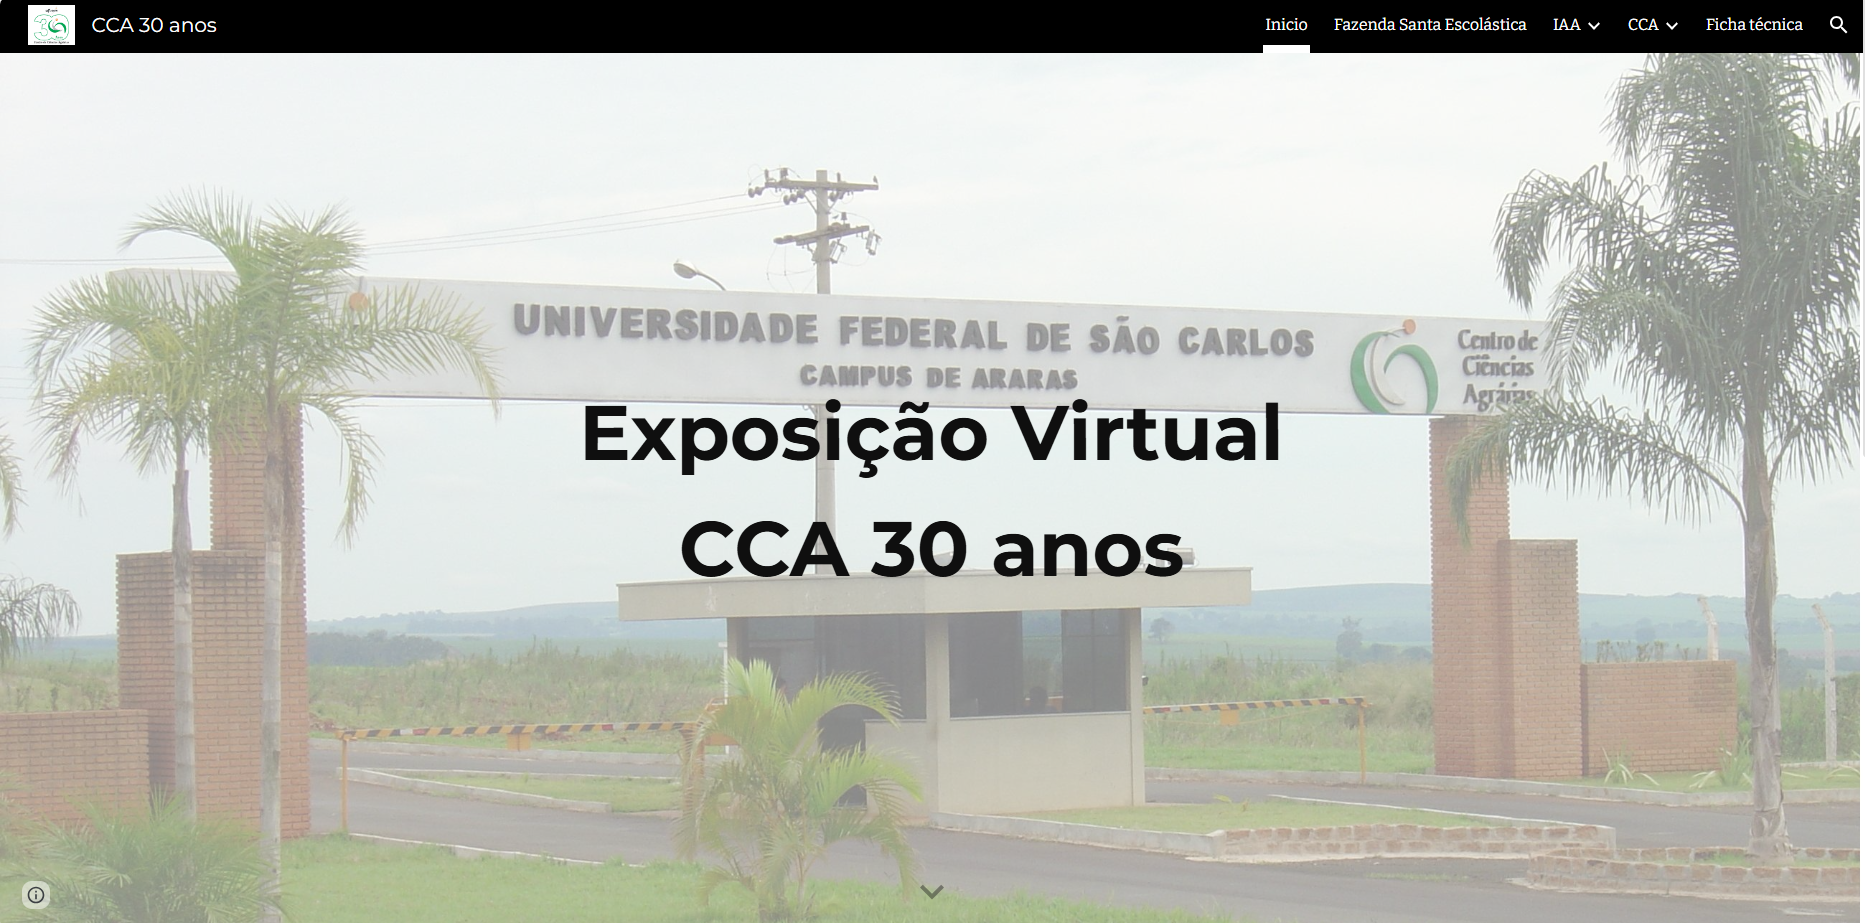 CCA 30 anos
Inicio
Fazenda Santa Escolástica
IAA
CCA
Ficha técnica
UNIVERSIDADE FEDERAL DE SÃO CARLOS
CAMPUS DE ARARAS
Centro de
Ciências
Agrárias
Exposição Virtual
CCA 30 anos